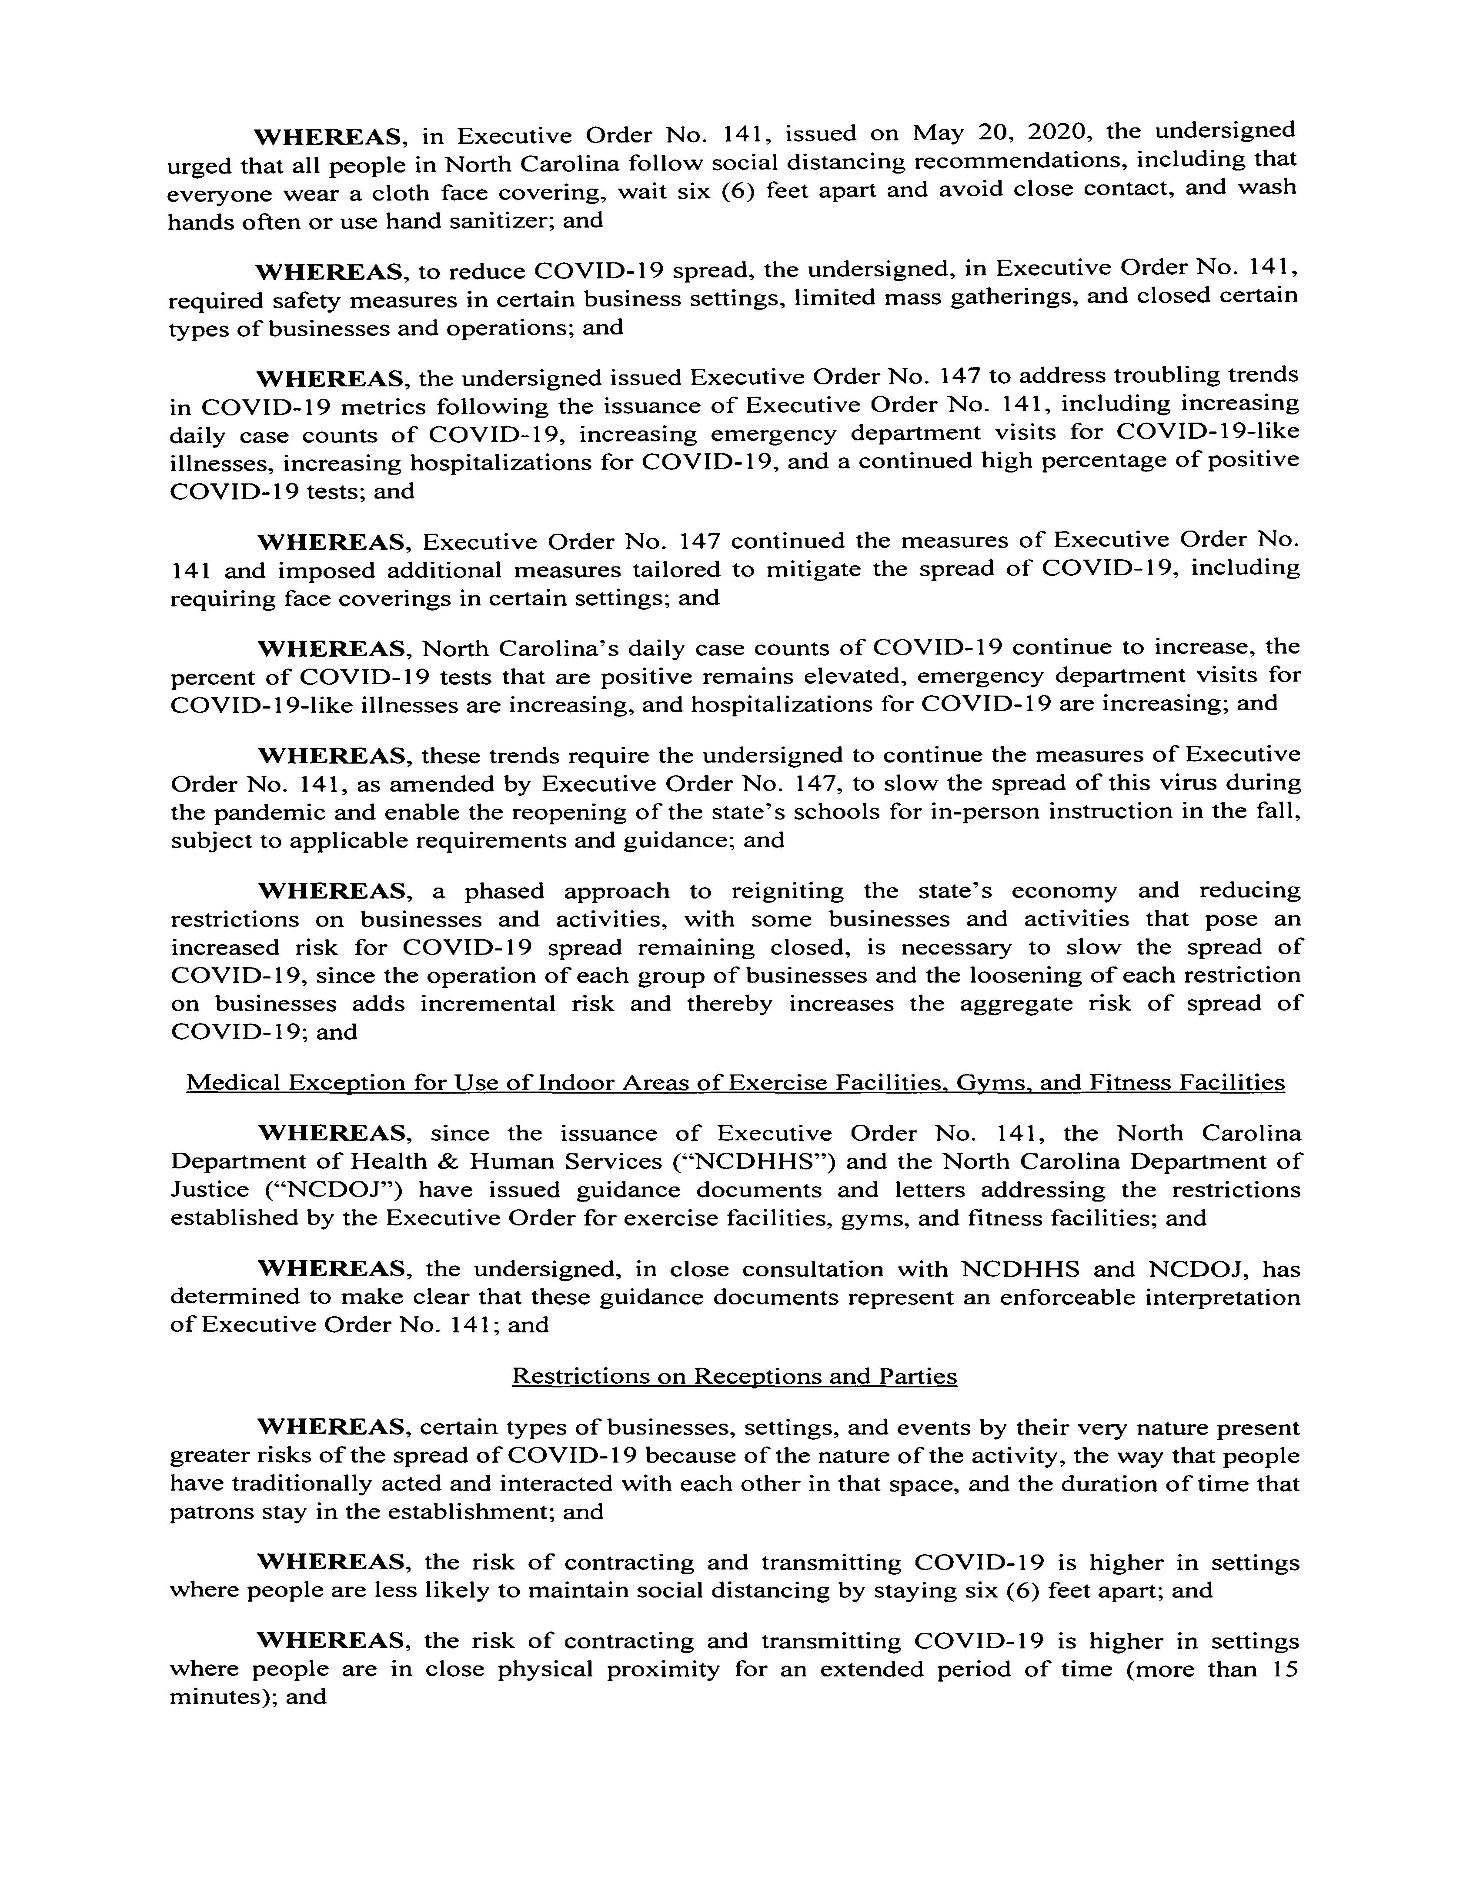 WHEREAS, in Executive Order No. 141, issued on May 20, 2020, the undersigned
urged that all people in North Carolina follow social distancing recommendations, including that
everyone wear a cloth face covering, wait six (6) feet apart and avoid close contact, and wash
hands often or use hand sanitizer; and
WHEREAS, to reduce COVID-19 spread, the undersigned, in Executive Order No. 141,
required safety measures in certain business settings, limited mass gatherings, and closed certain
types of businesses and operations; and
WHEREAS, the undersigned issued Executive Order No. 147 to address troubling trends
in COVID-19 metrics following the issuance of Executive Order No. 141, including increasing
daily case counts of COVID-19, increasing emergency department visits for COVID-19-like
illnesses, increasing hospitalizations for COVID-19, and a continued high percentage of positive
COVID-19 tests; and
WHEREAS, Executive Order No. 147 continued the measures of Executive Order No.
141 and imposed additional measures tailored to mitigate the spread of COVID-19, including
requiring face coverings in certain settings; and
WHEREAS, North Carolina's daily case counts of COVID-19 continue to increase, the
percent of COVID-19 tests that are positive remains elevated, emergency department visits for
COVID-19-like illnesses are increasing, and hospitalizations for COVID-19 are increasing; and
WHEREAS, these trends require the undersigned to continue the measures of Executive
Order No. 141, as amended by Executive Order No. 147, to slow the spread of this virus during
the pandemic and enable the reopening of the state's schools for in-person instruction in the fall,
subject to applicable requirements and guidance; and
WHEREAS, a phased approach to reigniting the state's economy and reducing
restrictions on businesses and activities, with some businesses and activities that pose an
increased risk for COVID-19 spread remaining closed, is necessary to slow the spread of
COVID-19, since the operation of each group of businesses and the loosening of each restriction
on businesses adds incremental risk and thereby increases the aggregate risk of spread of
COVID-19; and
Medical Exception for Use of Indoor Areas of Exercise Facilities, Gyms, and Fitness Facilities
WHEREAS, since the issuance of Executive Order No. 141, the North Carolina
Department of Health & Human Services (“NCDHHS”) and the North Carolina Department of
Justice (“NCDOJ”) have issued guidance documents and letters addressing the restrictions
established by the Executive Order for exercise facilities, gyms, and fitness facilities; and
WHEREAS, the undersigned, in close consultation with NCDHHS and NCDOJ, has
determined to make clear that these guidance documents represent an enforceable interpretation
of Executive Order No. 141; and
Restrictions on Receptions and Parties
WHEREAS, certain types of businesses, settings, and events by their very nature present
greater risks of the spread of COVID-19 because of the nature of the activity, the way that people
have traditionally acted and interacted with each other in that space, and the duration of time that
patrons stay in the establishment; and
WHEREAS, the risk of contracting and transmitting COVID-19 is higher in settings
where people are less likely to maintain social distancing by staying six (6) feet apart; and
WHEREAS, the risk of contracting and transmitting COVID-19 is higher in settings
where people are in close physical proximity for an extended period of time (more than 15
minutes); and